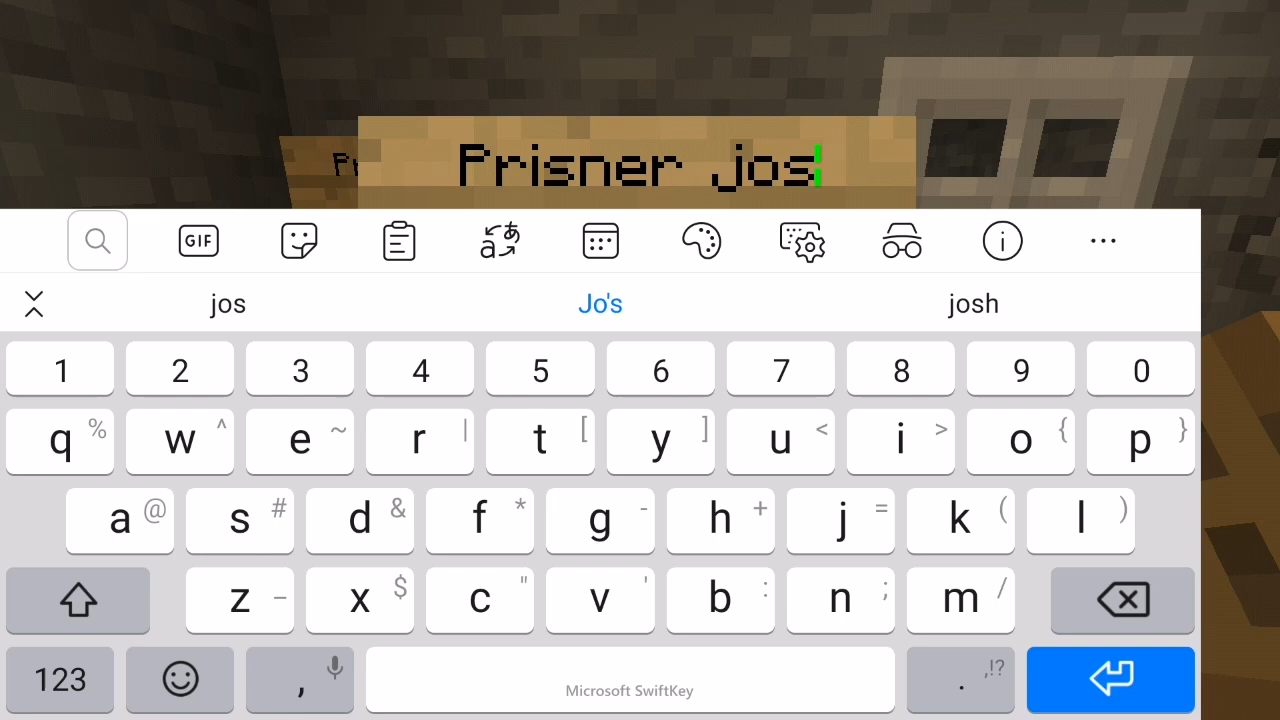 Pr
Prisner jos
GIF
jos Jo's josh
1 2 3 4 5 6 7 8 9 0
q % w ^ e ~ r | t [ y ] u < i > o { p }
a @ s # d & f * g - h + j = k ( l )
z _ x $ c " v ' b : n ; m /
123 , Microsoft SwiftKey . ,!?